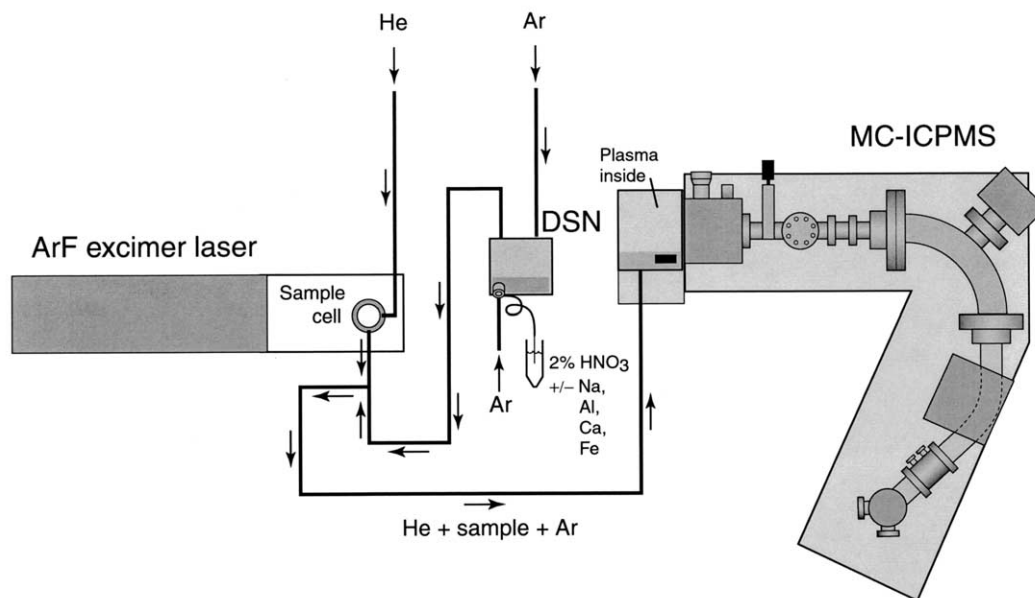 He
Ar
MC-ICPMS
Plasma
inside
DSN
ArF excimer laser
Sample
cell
2% HNO₃
+/− Na,
Al,
Ca,
Fe
Ar
He + sample + Ar